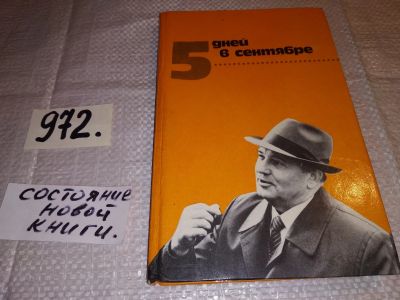 5 дней
в сентябре
972.
состояние
новой
книги.